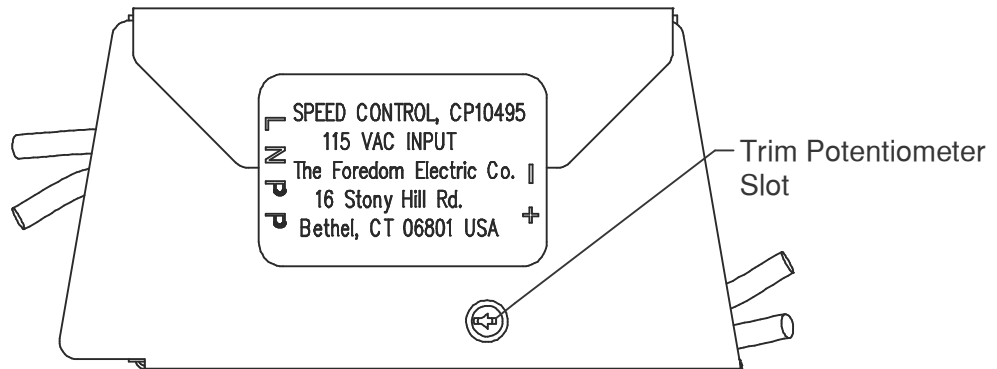 SPEED CONTROL, CP10495
115 VAC INPUT
The Foredom Electric Co.
16 Stony Hill Rd.
Bethel, CT 06801 USA
L
N
P
P
–
+
Trim Potentiometer
Slot